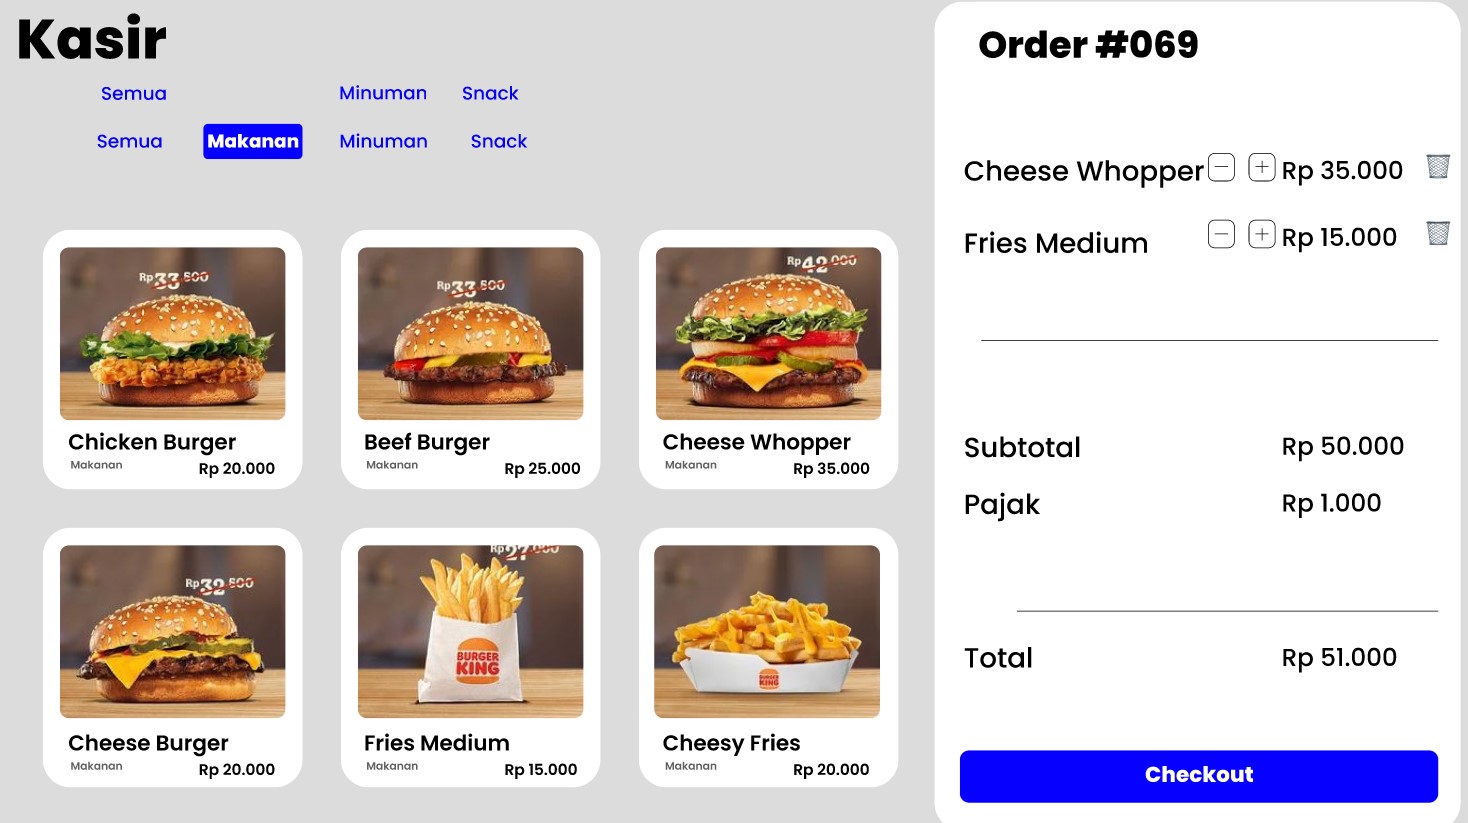 Kasir
Semua Minuman Snack
Semua Makanan Minuman Snack
Rp33.500
Chicken Burger
Makanan Rp 20.000
Rp33.500
Beef Burger
Makanan Rp 25.000
Rp42.000
Cheese Whopper
Makanan Rp 35.000
Rp32.500
Cheese Burger
Makanan Rp 20.000
Rp27.000
BURGER
KING
Fries Medium
Makanan Rp 15.000
BURGER
KING
Cheesy Fries
Makanan Rp 20.000
Order #069
Cheese Whopper − + Rp 35.000
Fries Medium − + Rp 15.000
Subtotal Rp 50.000
Pajak Rp 1.000
Total Rp 51.000
Checkout